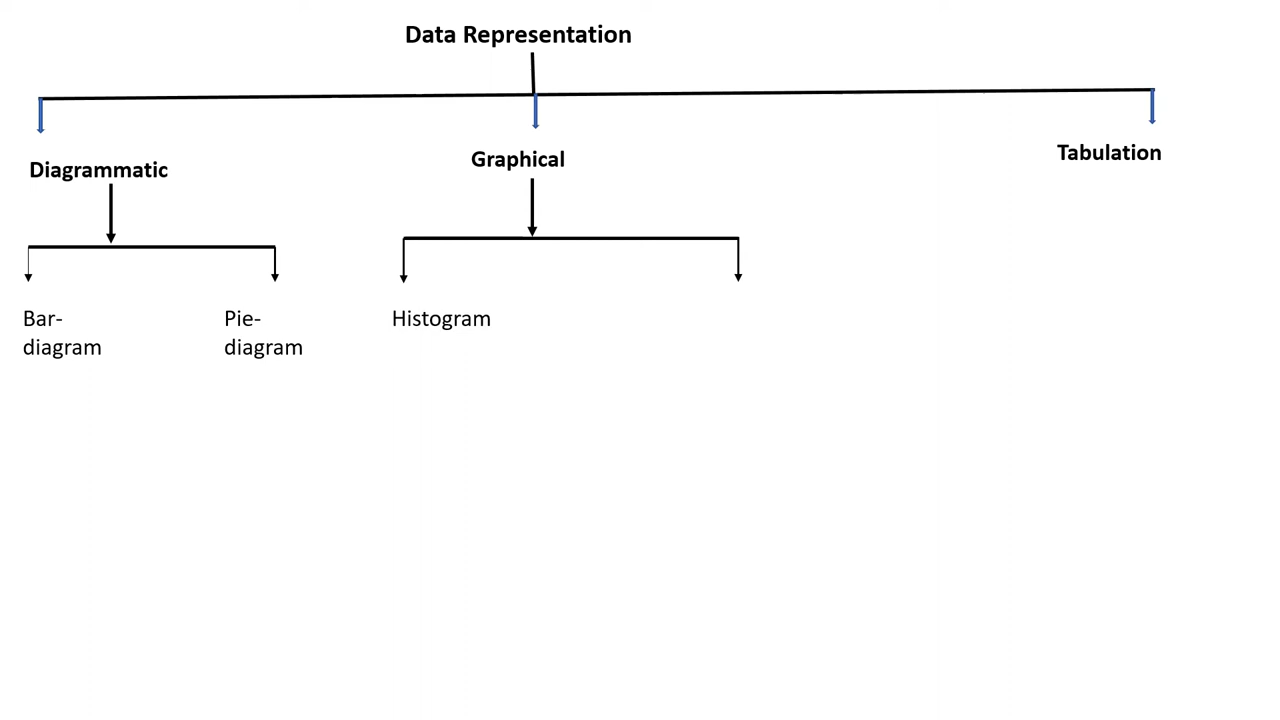 Data Representation
Diagrammatic
Graphical
Tabulation
Bar-
diagram
Pie-
diagram
Histogram